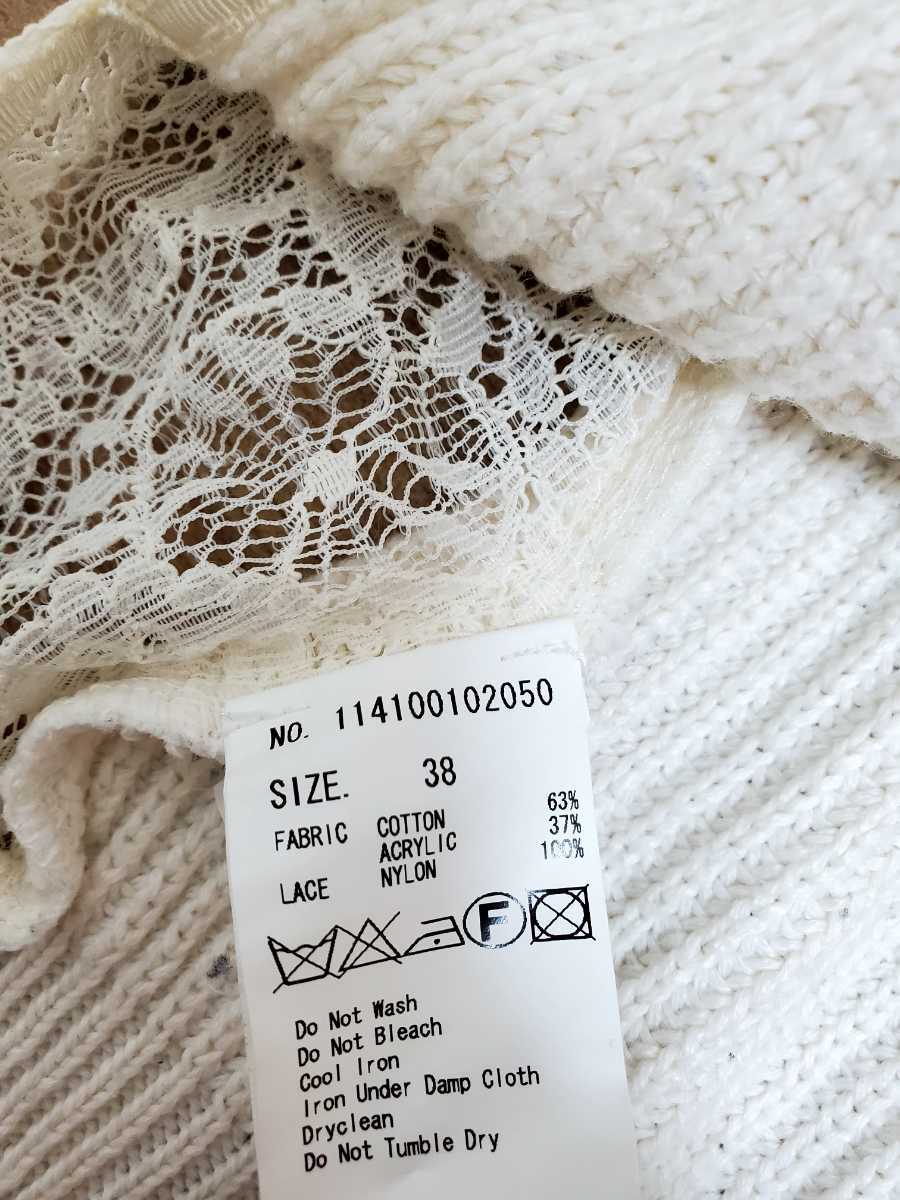 NO. 114100102050
SIZE. 38
FABRIC COTTON 63%
ACRYLIC 37%
LACE NYLON 100%
F
Do Not Wash
Do Not Bleach
Cool Iron
Iron Under Damp Cloth
Dryclean
Do Not Tumble Dry